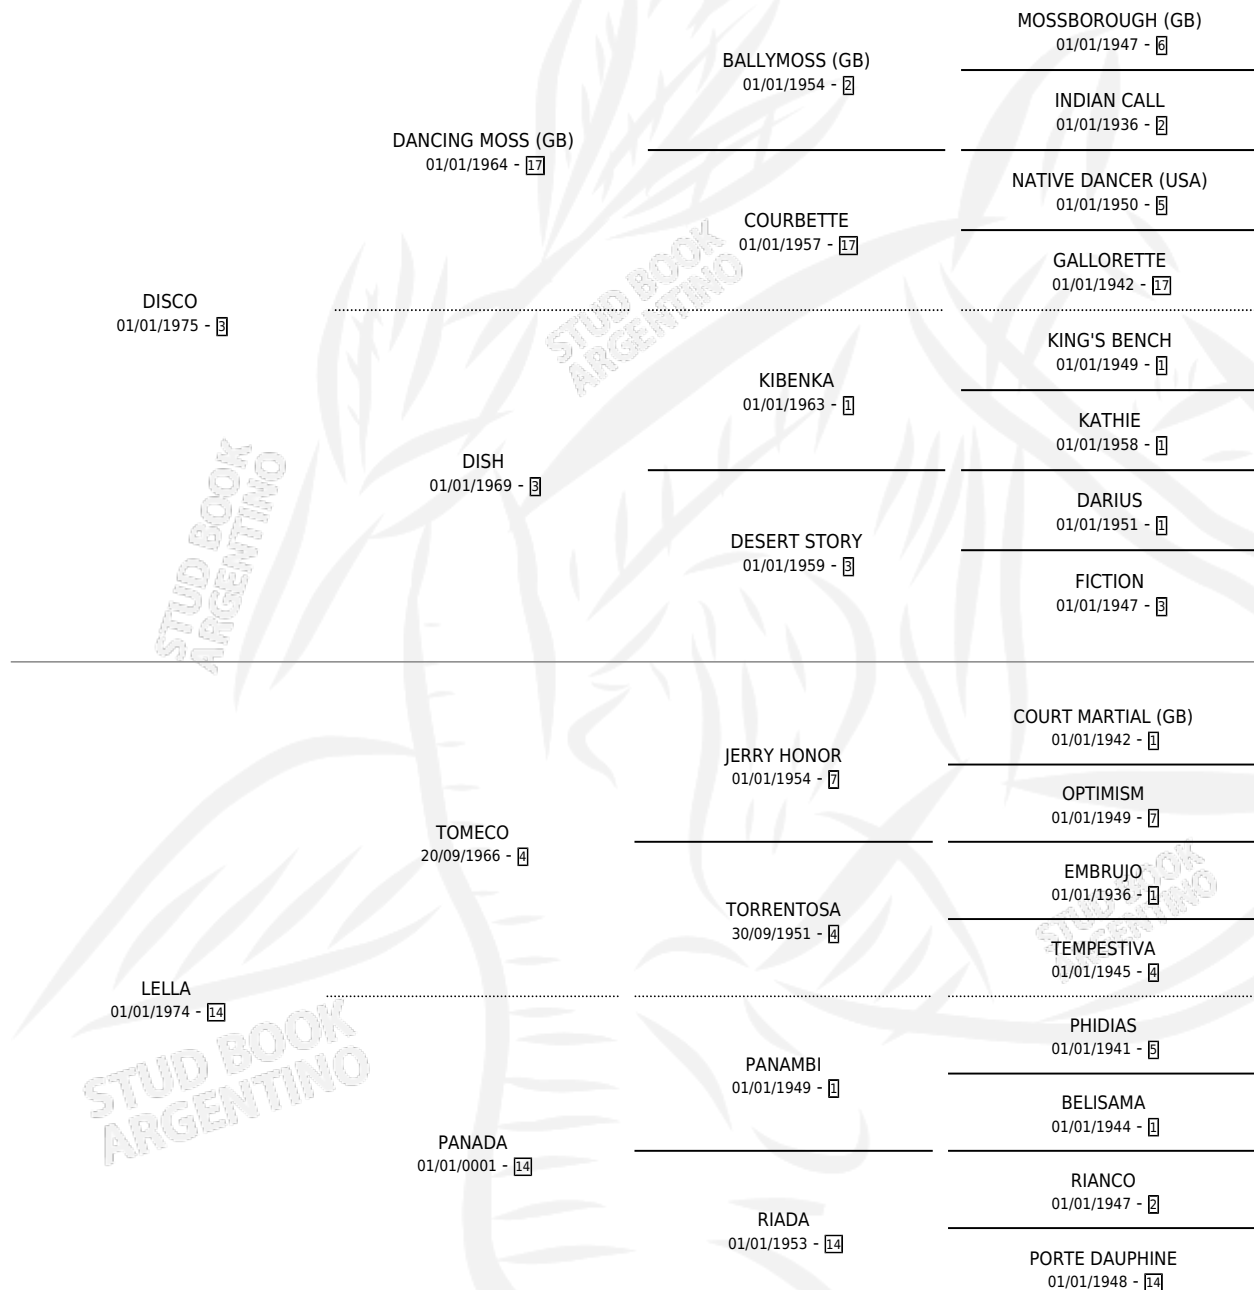 MOSSBOROUGH (GB)
01/01/1947 - 6
BALLYMOSS (GB)
01/01/1954 - 2
INDIAN CALL
01/01/1936 - 2
DANCING MOSS (GB)
01/01/1964 - 17
NATIVE DANCER (USA)
01/01/1950 - 5
COURBETTE
01/01/1957 - 17
GALLORETTE
01/01/1942 - 17
DISCO
01/01/1975 - 3
KING'S BENCH
01/01/1949 - 1
KIBENKA
01/01/1963 - 1
KATHIE
01/01/1958 - 1
DISH
01/01/1969 - 3
DARIUS
01/01/1951 - 1
DESERT STORY
01/01/1959 - 3
FICTION
01/01/1947 - 3
COURT MARTIAL (GB)
01/01/1942 - 1
JERRY HONOR
01/01/1954 - 7
OPTIMISM
01/01/1949 - 7
TOMECO
20/09/1966 - 4
EMBRUJO
01/01/1936 - 1
TORRENTOSA
30/09/1951 - 4
TEMPESTIVA
01/01/1945 - 4
LELLA
01/01/1974 - 14
PHIDIAS
01/01/1941 - 5
PANAMBI
01/01/1949 - 1
BELISAMA
01/01/1944 - 1
PANADA
01/01/0001 - 14
RIANCO
01/01/1947 - 2
RIADA
01/01/1953 - 14
PORTE DAUPHINE
01/01/1948 - 14
STUD BOOK
ARGENTINO
STUD BOOK
ARGENTINO
STUD BOOK
ARGENTINO
STUD BOOK
ARGENTINO